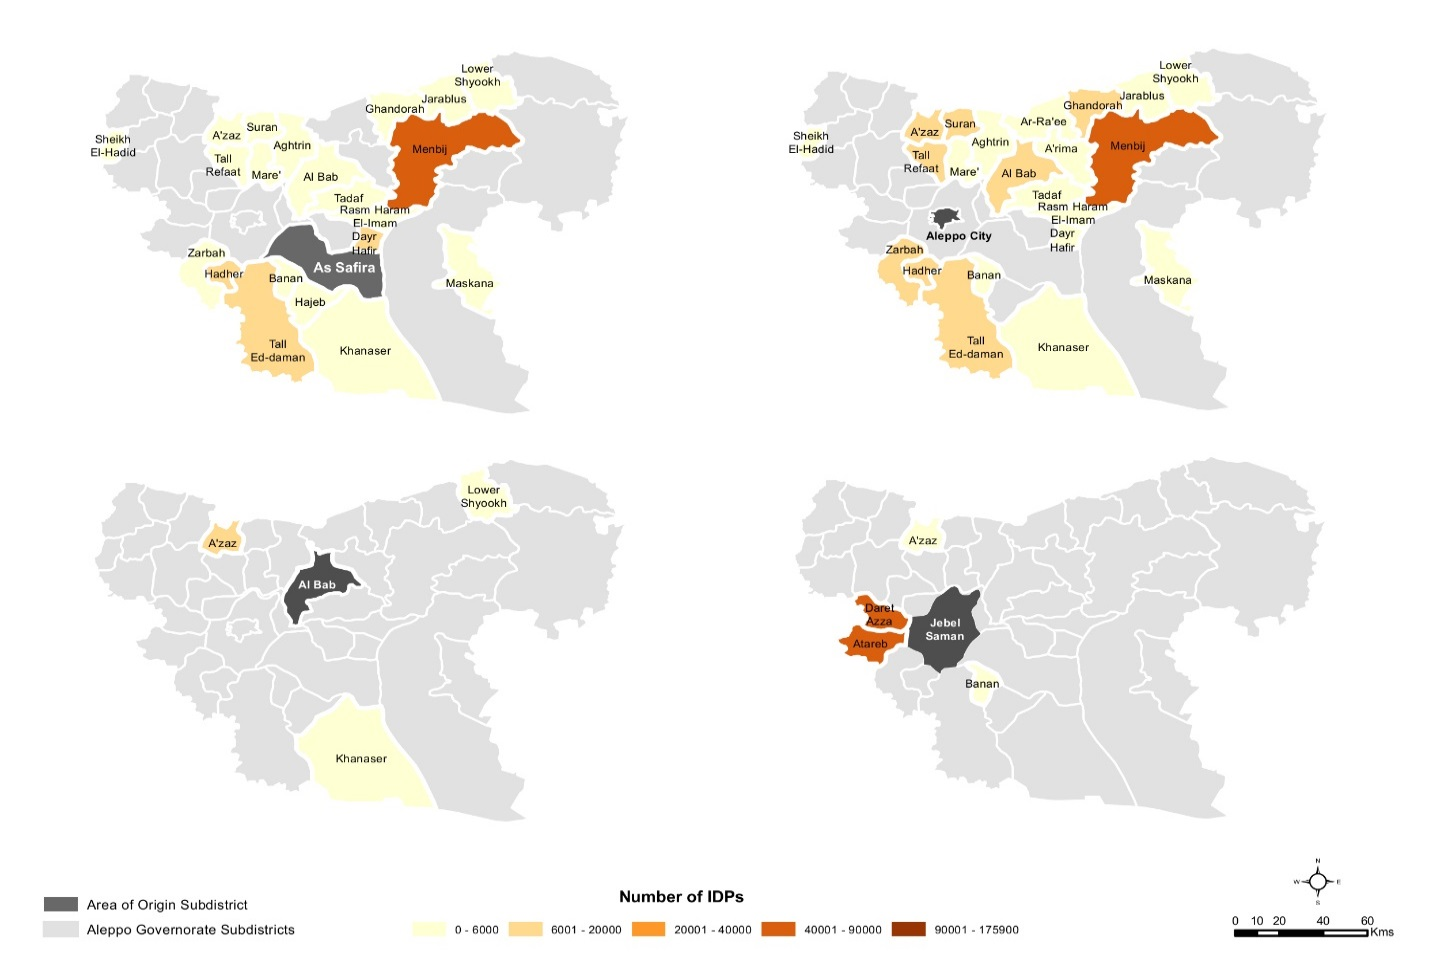 Lower
Shyookh
Jarablus
Ghandorah
Suran
A'zaz
Sheikh
El-Hadid
Aghtrin
Menbij
Tall
Refaat
Mare'
Al Bab
Tadaf
Rasm Haram
El-Imam
Dayr
Hafir
Zarbah
Hadher
Banan
As Safira
Hajeb
Maskana
Tall
Ed-daman
Khanaser
Lower
Shyookh
Jarablus
Ghandorah
Ar-Ra'ee
Suran
A'zaz
Sheikh
El-Hadid
Aghtrin
A'rima
Menbij
Tall
Refaat
Mare'
Al Bab
Tadaf
Rasm Haram
El-Imam
Dayr
Hafir
Aleppo City
Zarbah
Hadher
Banan
Maskana
Tall
Ed-daman
Khanaser
Lower
Shyookh
A'zaz
Al Bab
Khanaser
A'zaz
Daret
Azza
Atareb
Jebel
Saman
Banan
Number of IDPs
Area of Origin Subdistrict
Aleppo Governorate Subdistricts
0 - 6000
6001 - 20000
20001 - 40000
40001 - 90000
90001 - 175900
N
W
E
S
0 10 20 40 60
Kms